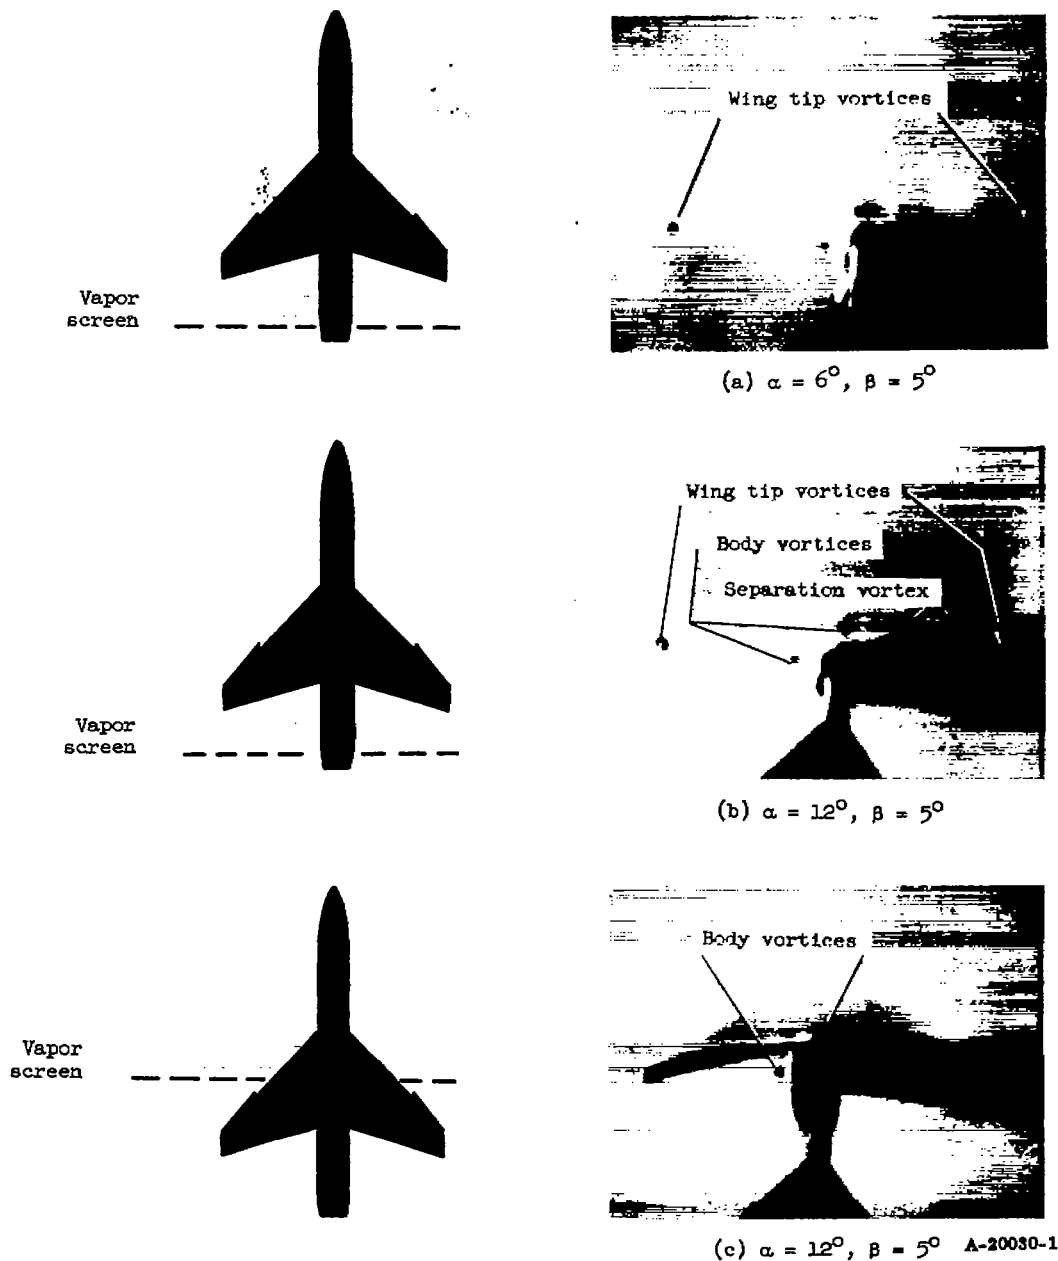 Wing tip vortices
Vapor
screen
(a) α = 6°, β = 5°
Wing tip vortices
Body vortices
Separation vortex
Vapor
screen
(b) α = 12°, β = 5°
Body vortices
Vapor
screen
(c) α = 12°, β = 5°
A-20030-1